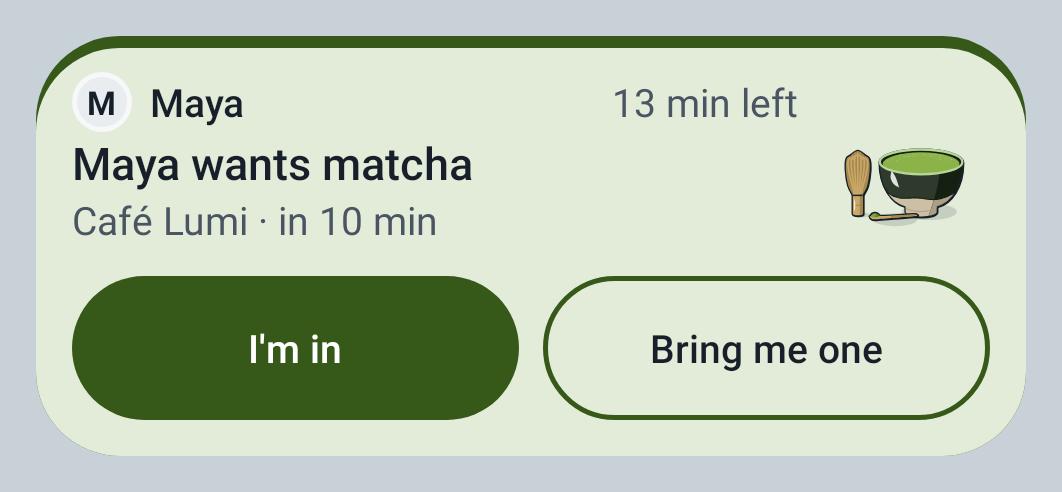 M Maya 13 min left
Maya wants matcha
Café Lumi · in 10 min
I'm in Bring me one